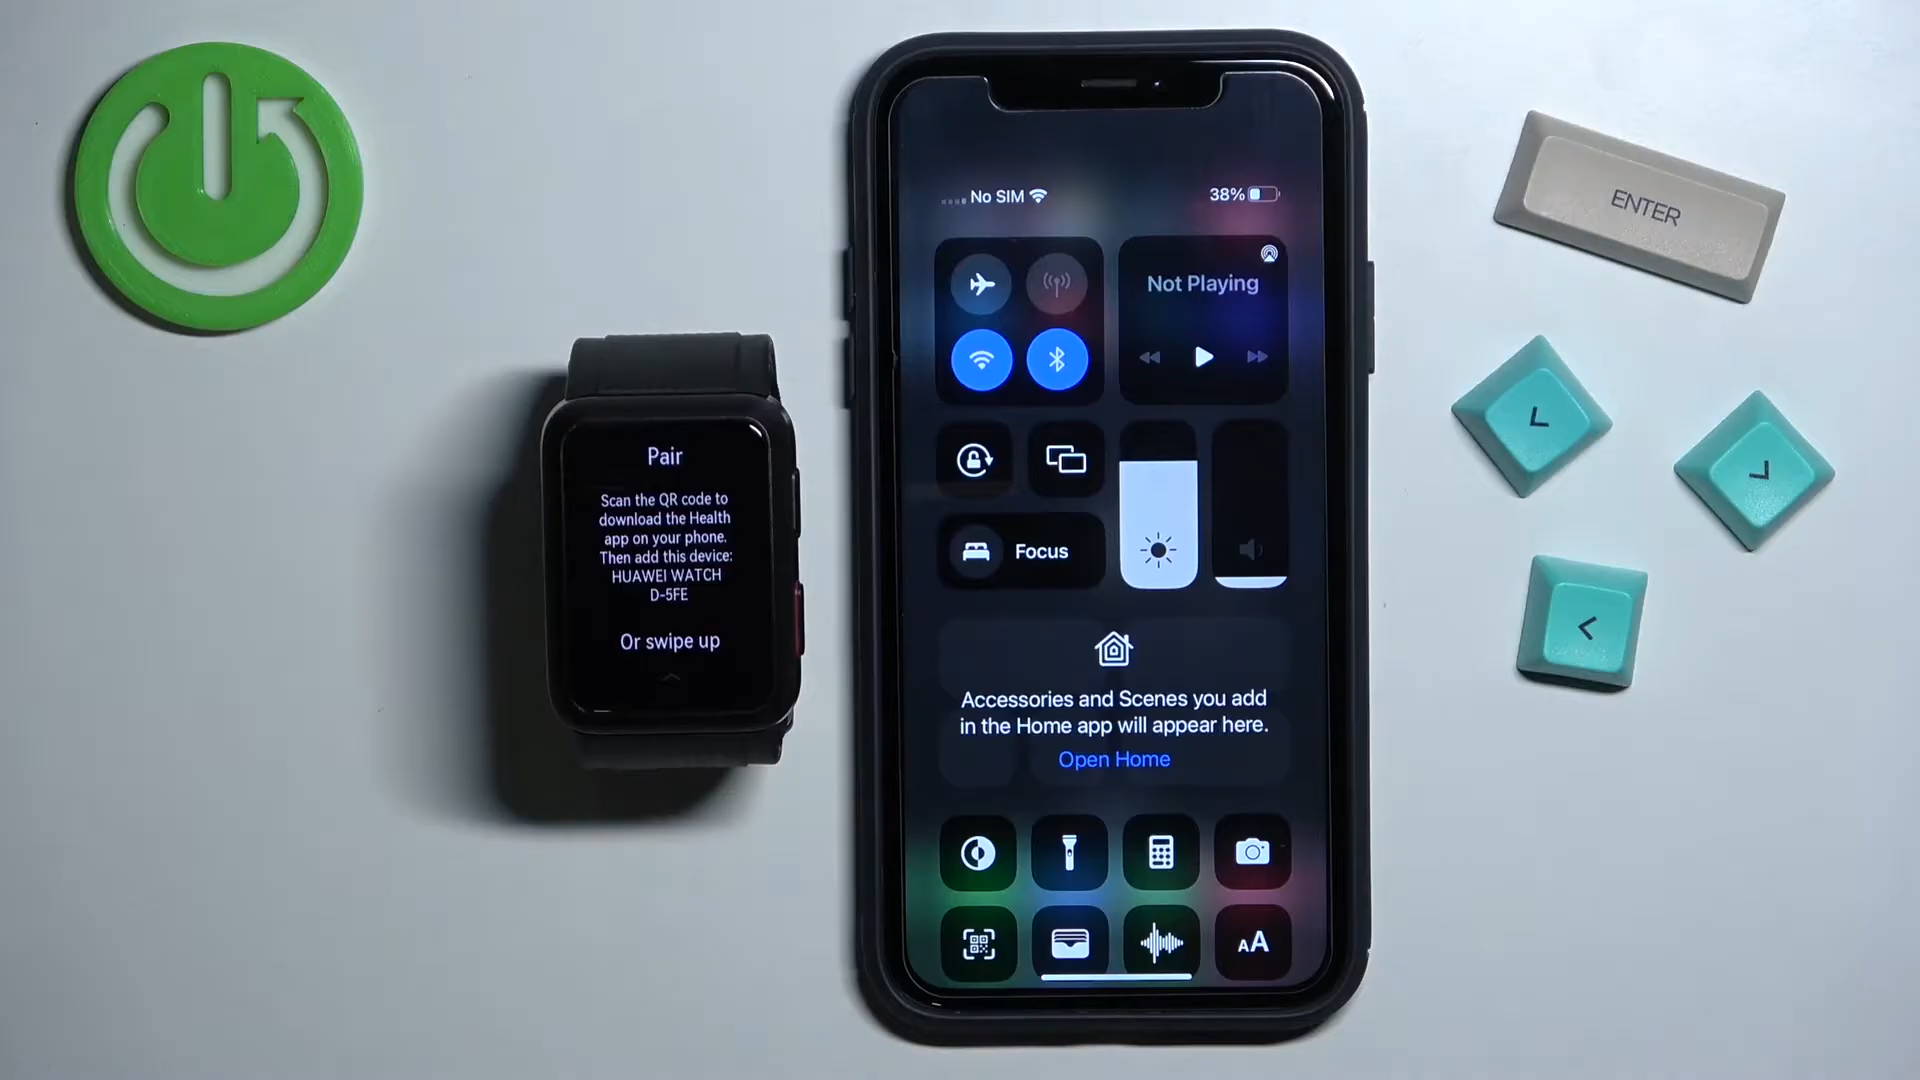 No SIM
38%
Not Playing
Focus
Accessories and Scenes you add
in the Home app will appear here.
Open Home
AA
Pair
Scan the QR code to
download the Health
app on your phone.
Then add this device:
HUAWEI WATCH
D-5FE
Or swipe up
ENTER